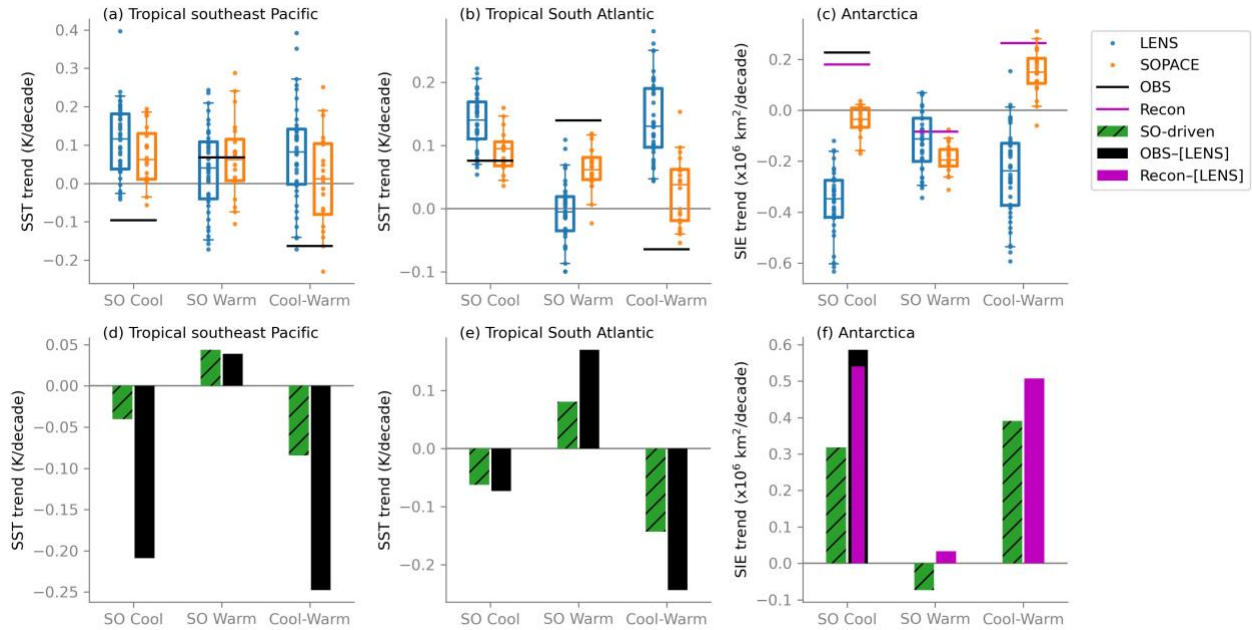 (a) Tropical southeast Pacific
(b) Tropical South Atlantic
(c) Antarctica
SST trend (K/decade)
0.4
0.3
0.2
0.1
0.0
−0.1
−0.2
SO Cool
SO Warm
Cool-Warm
SST trend (K/decade)
0.2
0.1
0.0
−0.1
SO Cool
SO Warm
Cool-Warm
SIE trend (x10⁶ km²/decade)
0.2
0.0
−0.2
−0.4
−0.6
SO Cool
SO Warm
Cool-Warm
LENS
SOPACE
OBS
Recon
SO-driven
OBS–[LENS]
Recon–[LENS]
(d) Tropical southeast Pacific
(e) Tropical South Atlantic
(f) Antarctica
SST trend (K/decade)
0.05
0.00
−0.05
−0.10
−0.15
−0.20
−0.25
SO Cool
SO Warm
Cool-Warm
SST trend (K/decade)
0.1
0.0
−0.1
−0.2
SO Cool
SO Warm
Cool-Warm
SIE trend (x10⁶ km²/decade)
0.6
0.5
0.4
0.3
0.2
0.1
0.0
−0.1
SO Cool
SO Warm
Cool-Warm